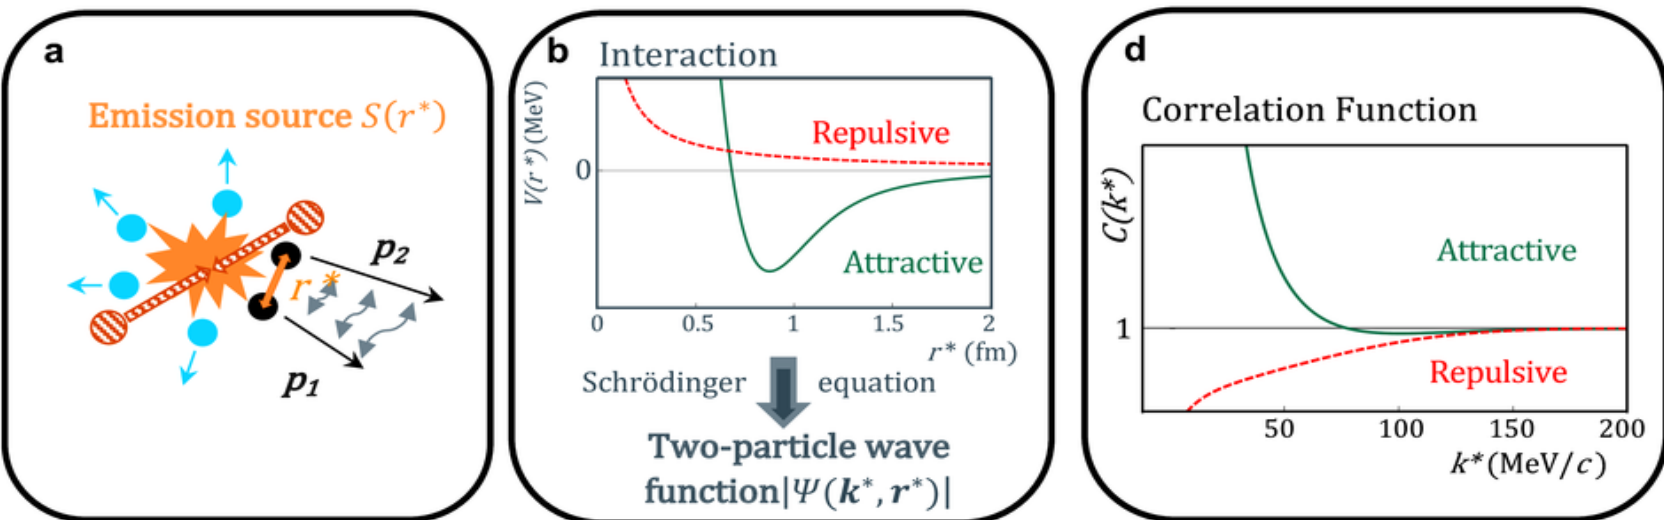 a
Emission source S(r*)
r*
p2
p1
b
Interaction
V(r*)(MeV)
0
Repulsive
Attractive
0 0.5 1 1.5 2
r* (fm)
Schrödinger equation
Two-particle wave
function|Ψ(k*, r*)|
d
Correlation Function
C(k*)
1
Attractive
Repulsive
50 100 150 200
k*(MeV/c)